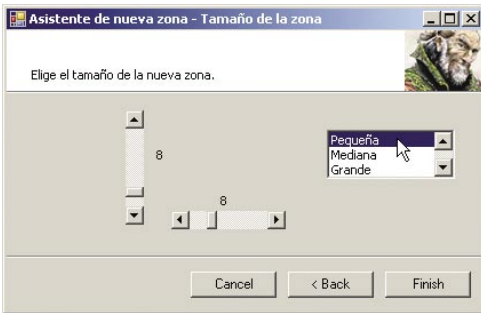 Asistente de nueva zona - Tamaño de la zona
Elige el tamaño de la nueva zona.
8
8
Pequeña
Mediana
Grande
Cancel
< Back
Finish